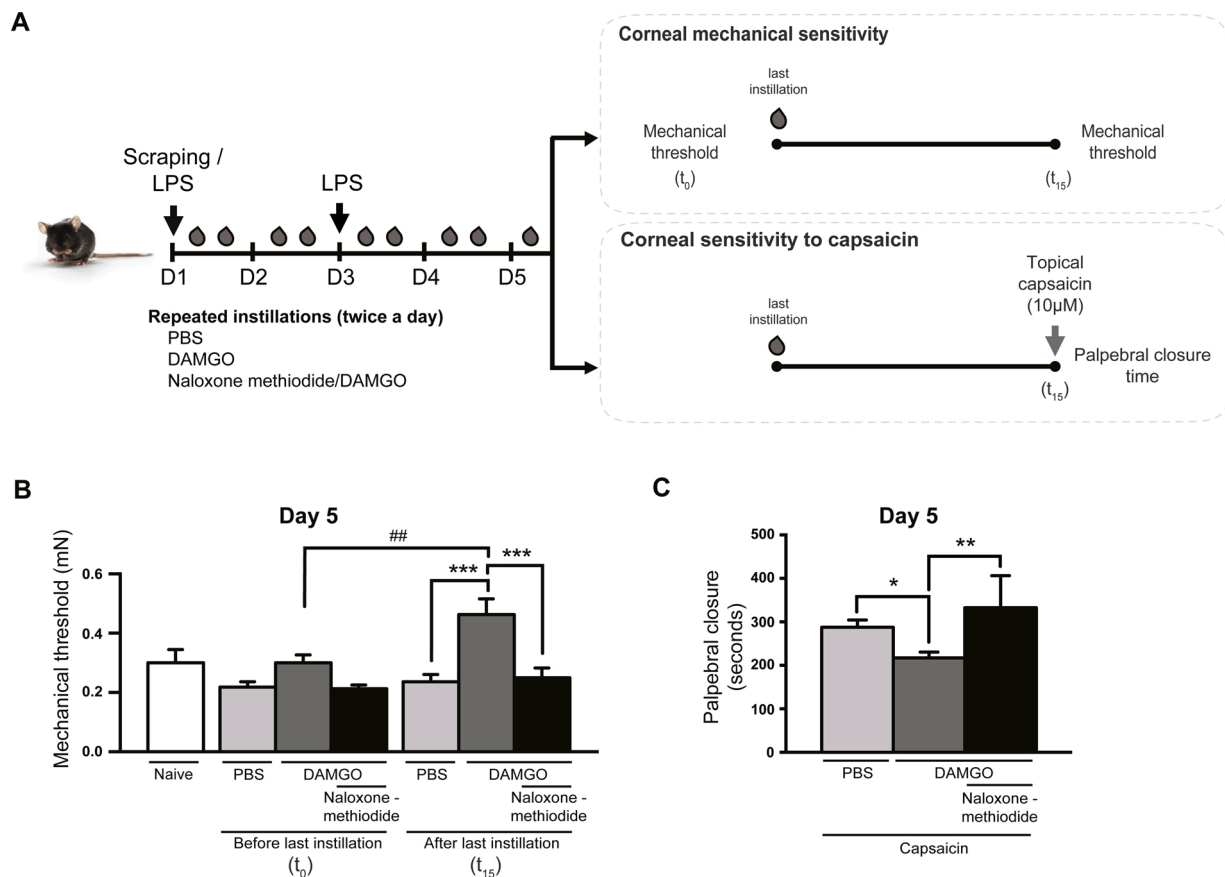 A
Scraping /
LPS
LPS
D1
D2
D3
D4
D5
Repeated instillations (twice a day)
PBS
DAMGO
Naloxone methiodide/DAMGO
Corneal mechanical sensitivity
last
instillation
Mechanical
threshold
(t0)
Mechanical
threshold
(t15)
Corneal sensitivity to capsaicin
last
instillation
Topical
capsaicin
(10µM)
Palpebral closure
time
(t15)
B
Day 5
Mechanical threshold (mN)
0.6
0.4
0.2
0.0
##
***
***
Naive
PBS
DAMGO
Naloxone -
methiodide
Before last instillation
(t0)
PBS
DAMGO
Naloxone -
methiodide
After last instillation
(t15)
C
Day 5
Palpebral closure
(seconds)
500
400
300
200
100
0
*
**
PBS
DAMGO
Naloxone -
methiodide
Capsaicin